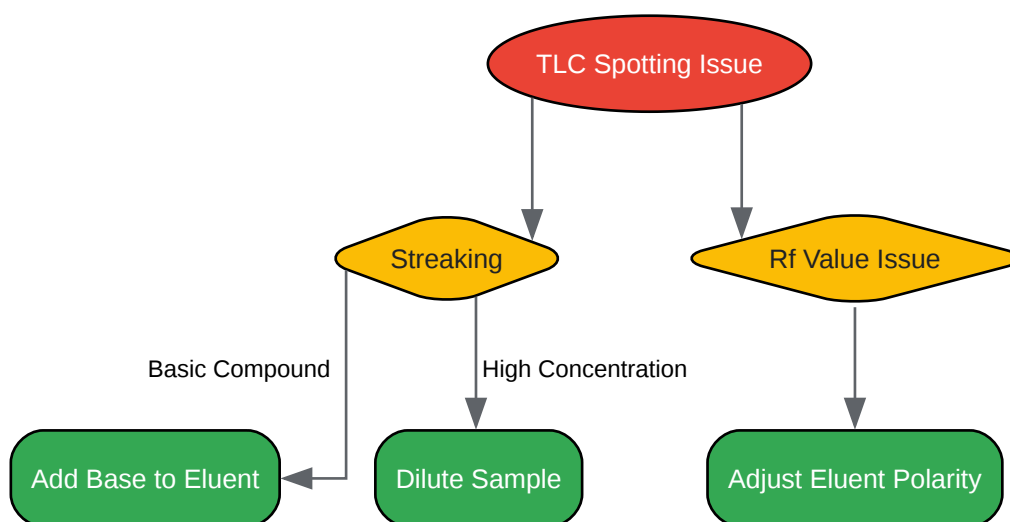 TLC Spotting Issue
Streaking
Rf Value Issue
Basic Compound
High Concentration
Add Base to Eluent
Dilute Sample
Adjust Eluent Polarity